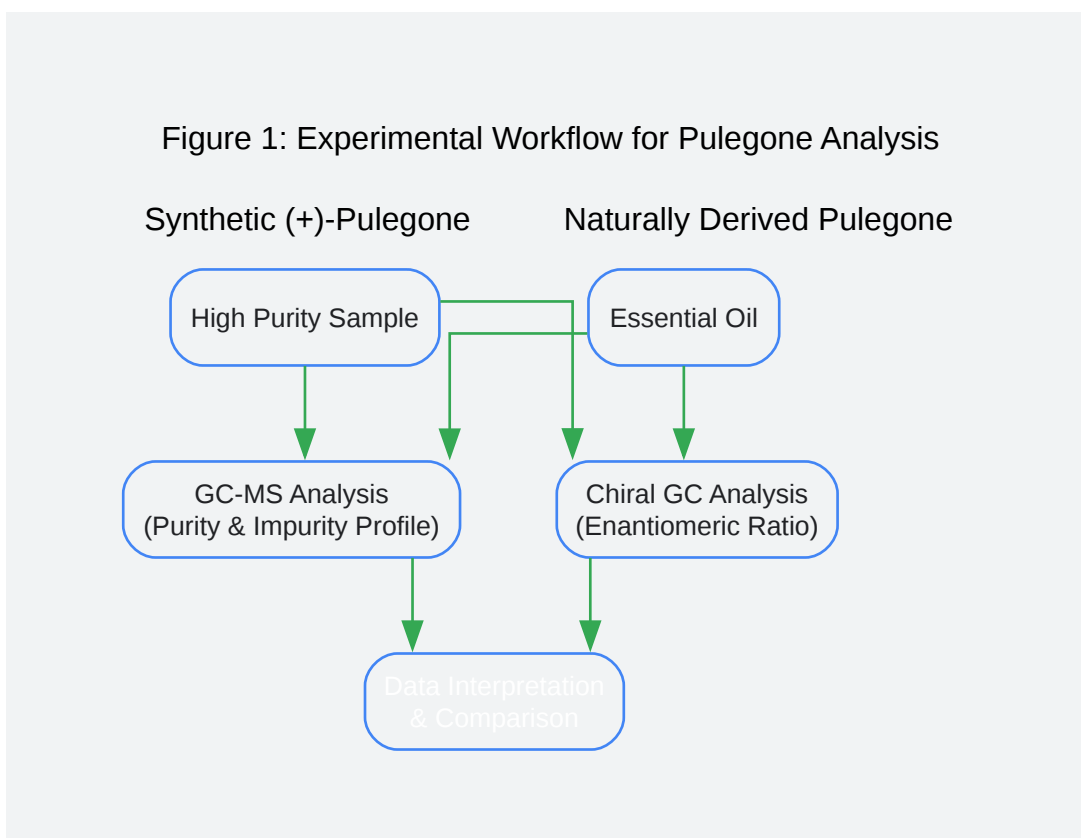 Figure 1: Experimental Workflow for Pulegone Analysis
Synthetic (+)-Pulegone
Naturally Derived Pulegone
High Purity Sample
Essential Oil
GC-MS Analysis
(Purity & Impurity Profile)
Chiral GC Analysis
(Enantiomeric Ratio)
Data Interpretation
& Comparison